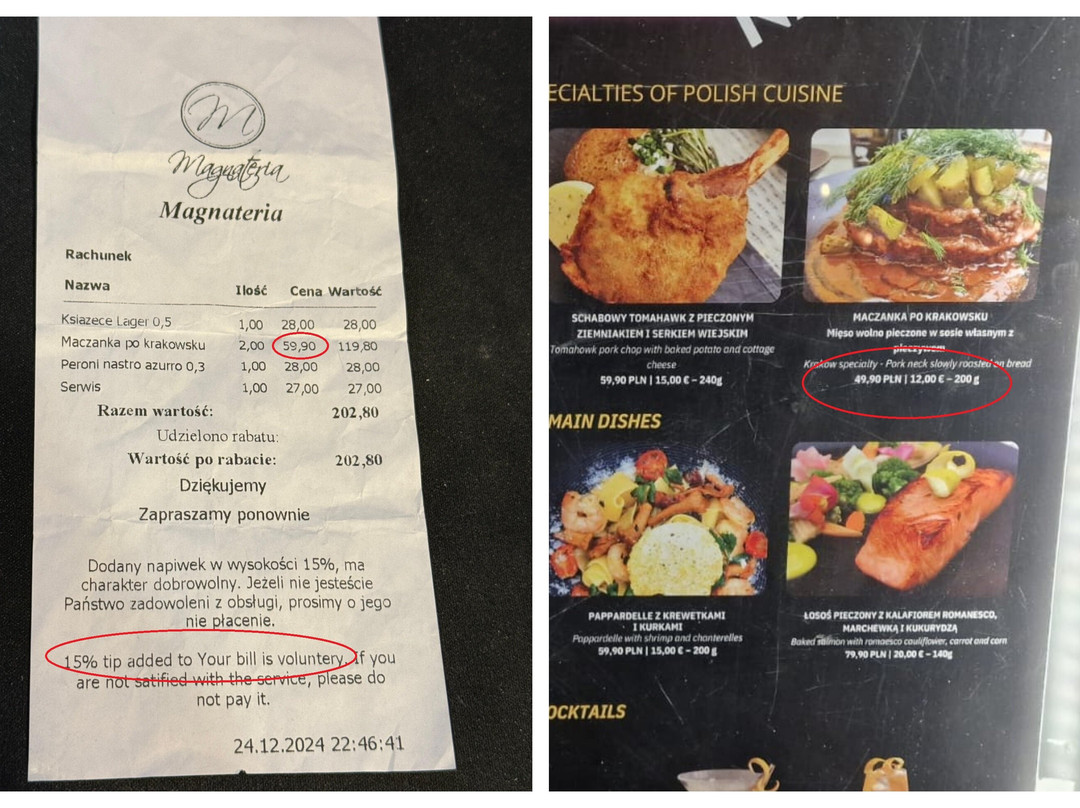 Magnateria
Magnateria
Rachunek
Nazwa Ilość Cena Wartość
Ksiazece Lager 0,5 1,00 28,00 28,00
Maczanka po krakowsku 2,00 59,90 119,80
Peroni nastro azurro 0,3 1,00 28,00 28,00
Serwis 1,00 27,00 27,00
Razem wartość: 202,80
Udzielono rabatu:
Wartość po rabacie: 202,80
Dziękujemy
Zapraszamy ponownie
Dodany napiwek w wysokości 15%, ma
charakter dobrowolny. Jeżeli nie jesteście
Państwo zadowoleni z obsługi, prosimy o jego
nie płacenie.
15% tip added to Your bill is voluntery. If you
are not satified with the service, please do
not pay it.
24.12.2024 22:46:41
ECIALTIES OF POLISH CUISINE
SCHABOWY TOMAHAWK Z PIECZONYM
ZIEMNIAKIEM I SERKIEM WIEJSKIM
Tomahawk pork chop with baked potato and cottage
cheese
59,90 PLN | 15,00 € – 240g
MACZANKA PO KRAKOWSKU
Mięso wolno pieczone w sosie własnym z
pieczywem
Krakow specialty - Pork neck slowly roasted on bread
49,90 PLN | 12,00 € – 200 g
MAIN DISHES
PAPPARDELLE Z KREWETKAMI
I KURKAMI
Pappardelle with shrimp and chanterelles
59,90 PLN | 15,00 € – 200 g
ŁOSOŚ PIECZONY Z KALAFIOREM ROMANESCO,
MARCHEWKĄ I KUKURYDZĄ
Baked salmon with romaesco cauliflower, carrot and corn
79,90 PLN | 20,00 € – 140g
OCKTAILS